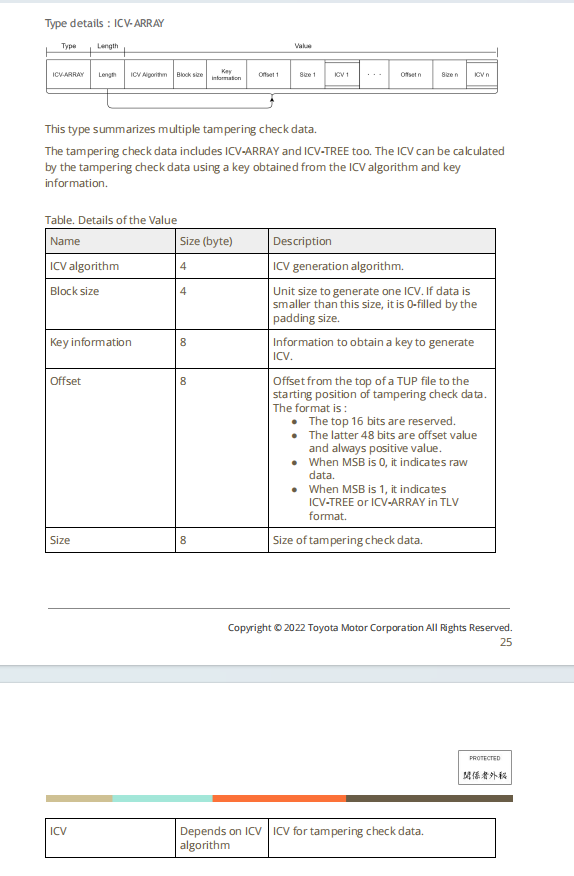 Type details : ICV-ARRAY
Type Length Value
ICV-ARRAY Length ICV Algorithm Block size Key information Offset 1 Size 1 ICV 1 · · · Offset n Size n ICV n
This type summarizes multiple tampering check data.
The tampering check data includes ICV-ARRAY and ICV-TREE too. The ICV can be calculated
by the tampering check data using a key obtained from the ICV algorithm and key
information.
Table. Details of the Value
Name Size (byte) Description
ICV algorithm 4 ICV generation algorithm.
Block size 4 Unit size to generate one ICV. If data is
smaller than this size, it is 0-filled by the
padding size.
Key information 8 Information to obtain a key to generate
ICV.
Offset 8 Offset from the top of a TUP file to the
starting position of tampering check data.
The format is :
● The top 16 bits are reserved.
● The latter 48 bits are offset value
and always positive value.
● When MSB is 0, it indicates raw
data.
● When MSB is 1, it indicates
ICV-TREE or ICV-ARRAY in TLV
format.
Size 8 Size of tampering check data.
Copyright © 2022 Toyota Motor Corporation All Rights Reserved.
25
PROTECTED
関係者外秘
ICV Depends on ICV ICV for tampering check data.
algorithm